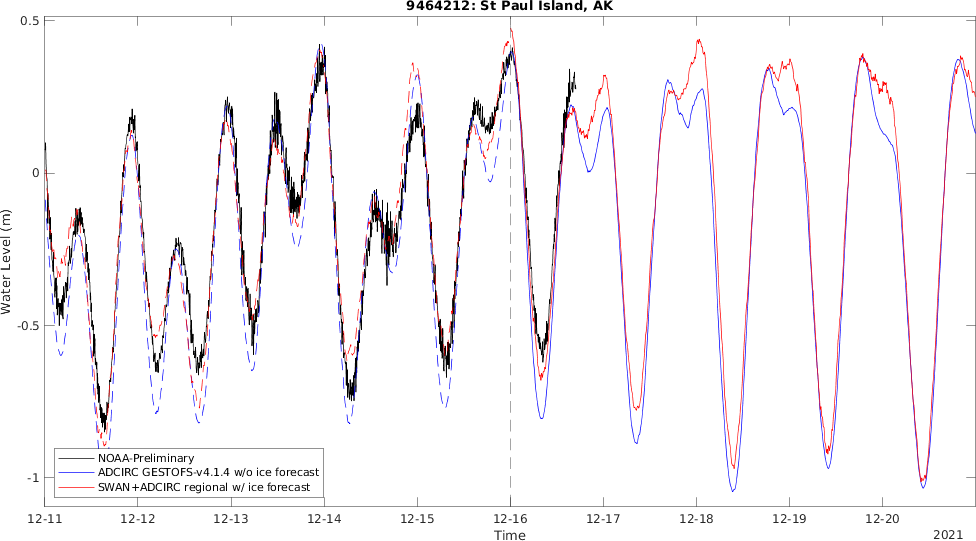 9464212: St Paul Island, AK
0.5
0
-0.5
-1
Water Level (m)
NOAA-Preliminary
ADCIRC GESTOFS-v4.1.4 w/o ice forecast
SWAN+ADCIRC regional w/ ice forecast
12-11 12-12 12-13 12-14 12-15 12-16 12-17 12-18 12-19 12-20
Time
2021